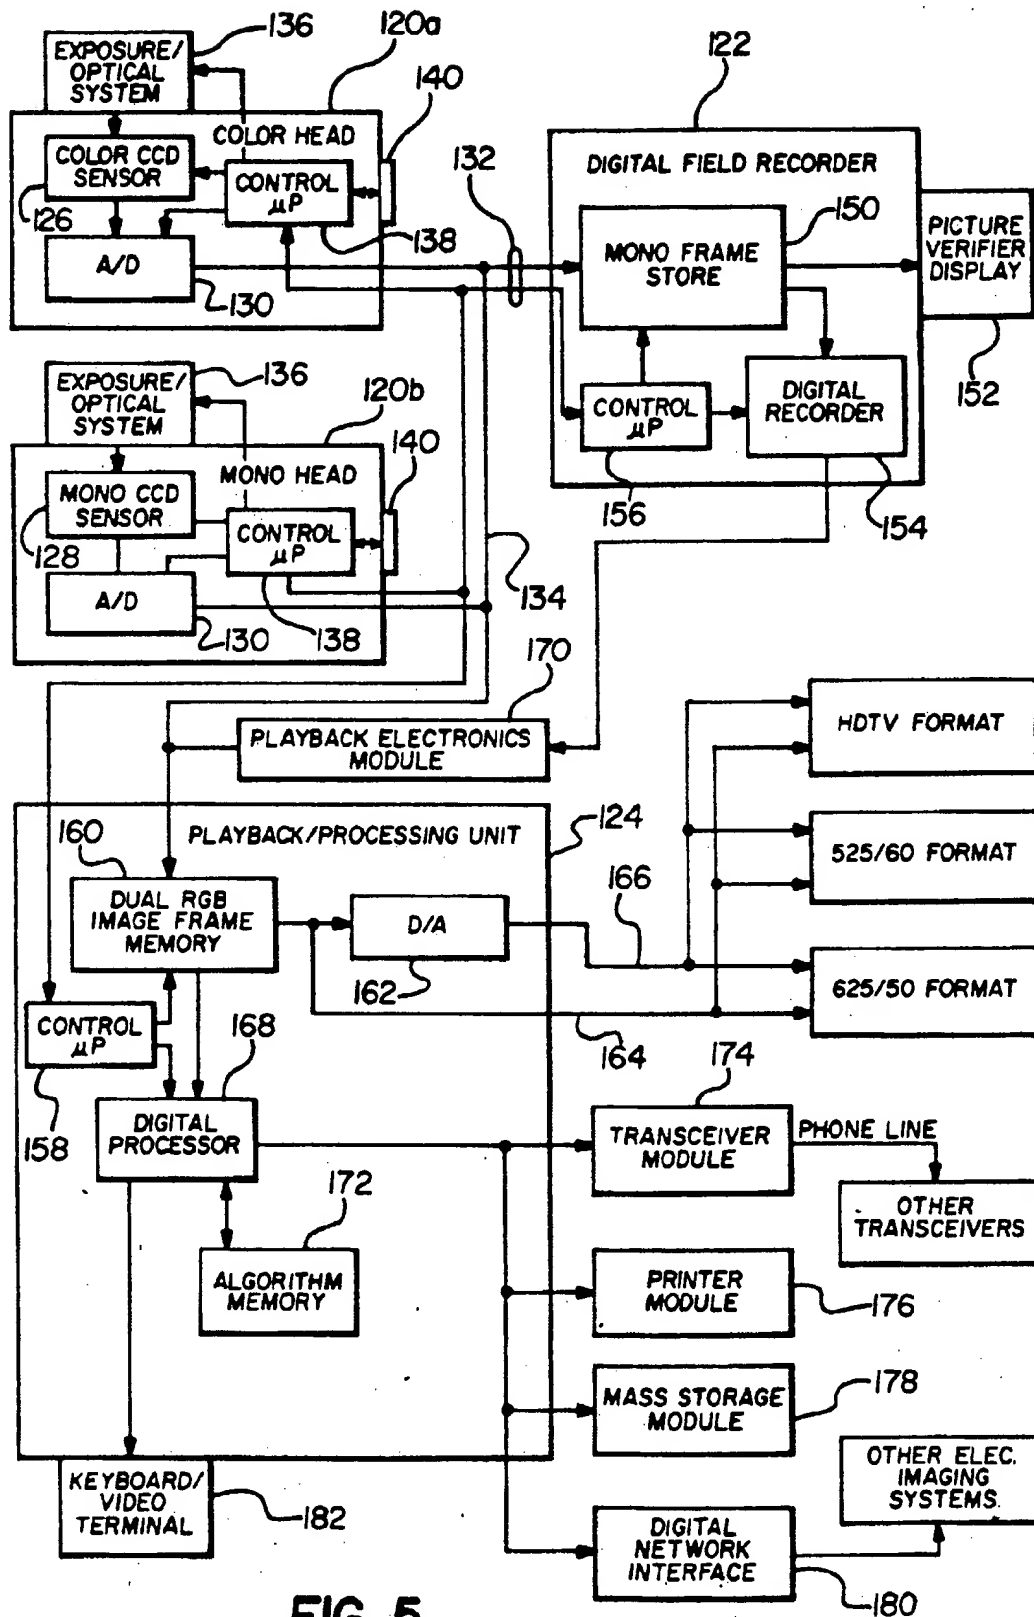 136
120a
140
122
EXPOSURE/
OPTICAL
SYSTEM
COLOR HEAD
132
DIGITAL FIELD RECORDER
COLOR CCD
SENSOR
CONTROL
µP
150
126
138
MONO FRAME
STORE
PICTURE
VERIFIER
DISPLAY
A/D
130
136
EXPOSURE/
OPTICAL
SYSTEM
120b
152
CONTROL
µP
DIGITAL
RECORDER
140
MONO HEAD
MONO CCD
SENSOR
CONTROL
µP
156
154
128
134
A/D
130
138
170
PLAYBACK ELECTRONICS
MODULE
HDTV FORMAT
124
160
PLAYBACK/PROCESSING UNIT
525/60 FORMAT
DUAL RGB
IMAGE FRAME
MEMORY
D/A
166
162
625/50 FORMAT
CONTROL
µP
168
164
158
174
DIGITAL
PROCESSOR
TRANSCEIVER
MODULE
PHONE LINE
172
OTHER
TRANSCEIVERS
ALGORITHM
MEMORY
PRINTER
MODULE
176
MASS STORAGE
MODULE
178
OTHER ELEC.
IMAGING
SYSTEMS
KEYBOARD/
VIDEO
TERMINAL
182
DIGITAL
NETWORK
INTERFACE
180
FIG. 5